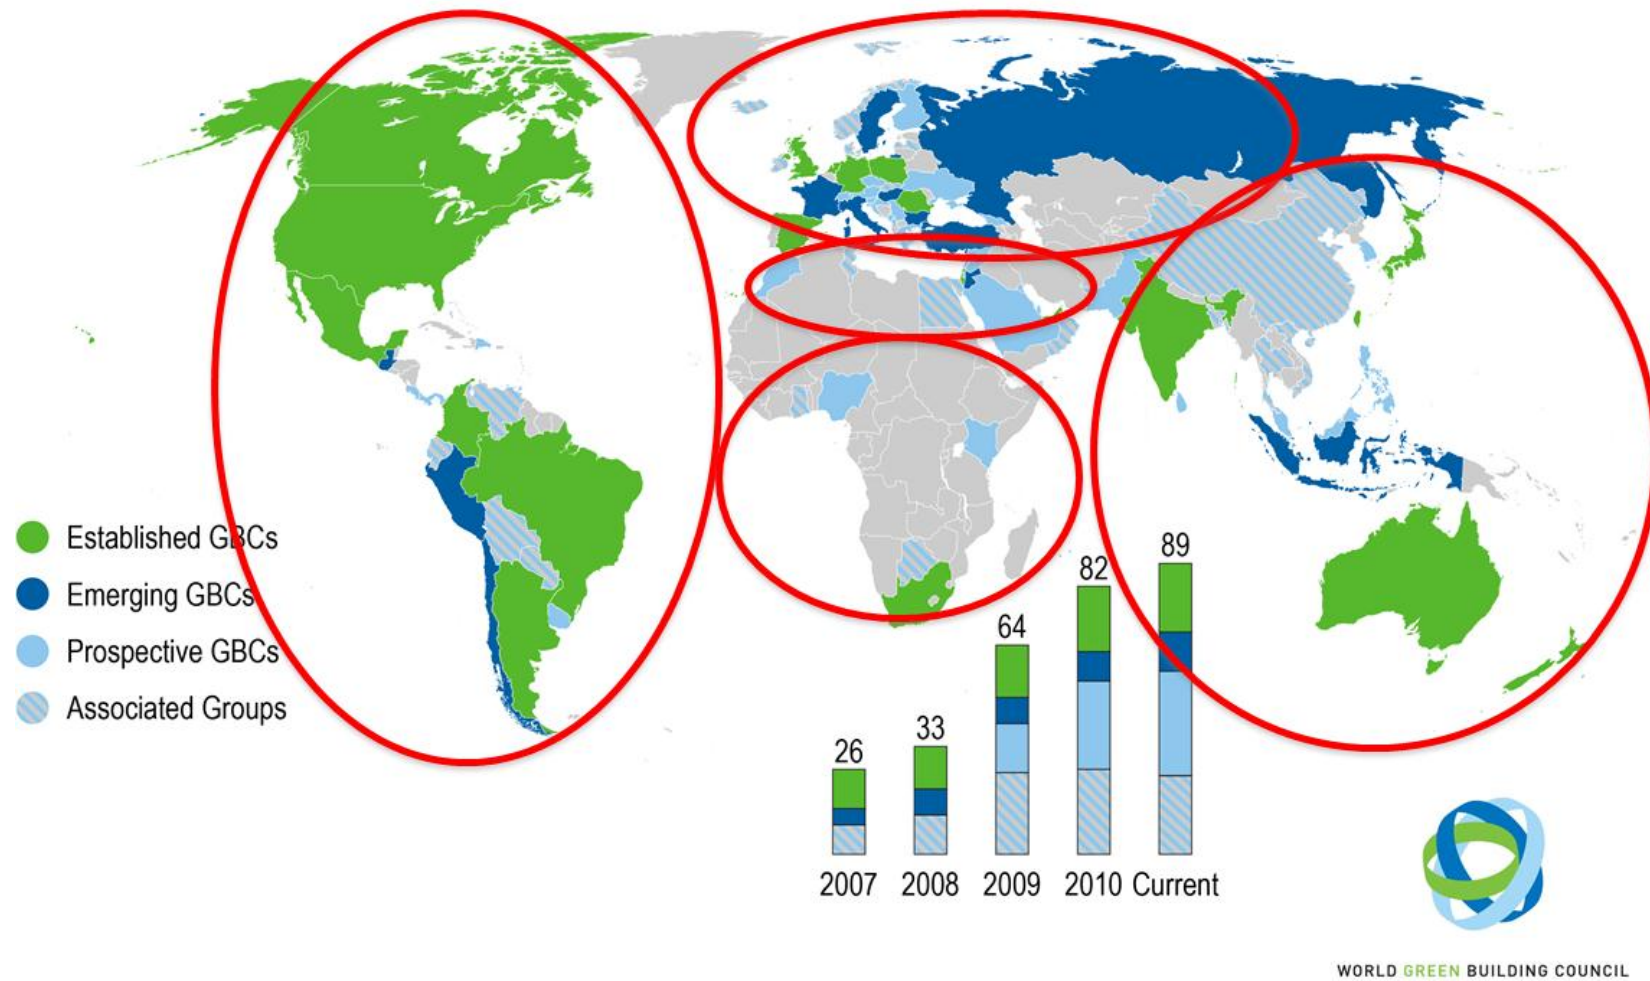 Established GBCs
Emerging GBCs
Prospective GBCs
Associated Groups
26
33
64
82
89
2007 2008 2009 2010 Current
WORLD GREEN BUILDING COUNCIL